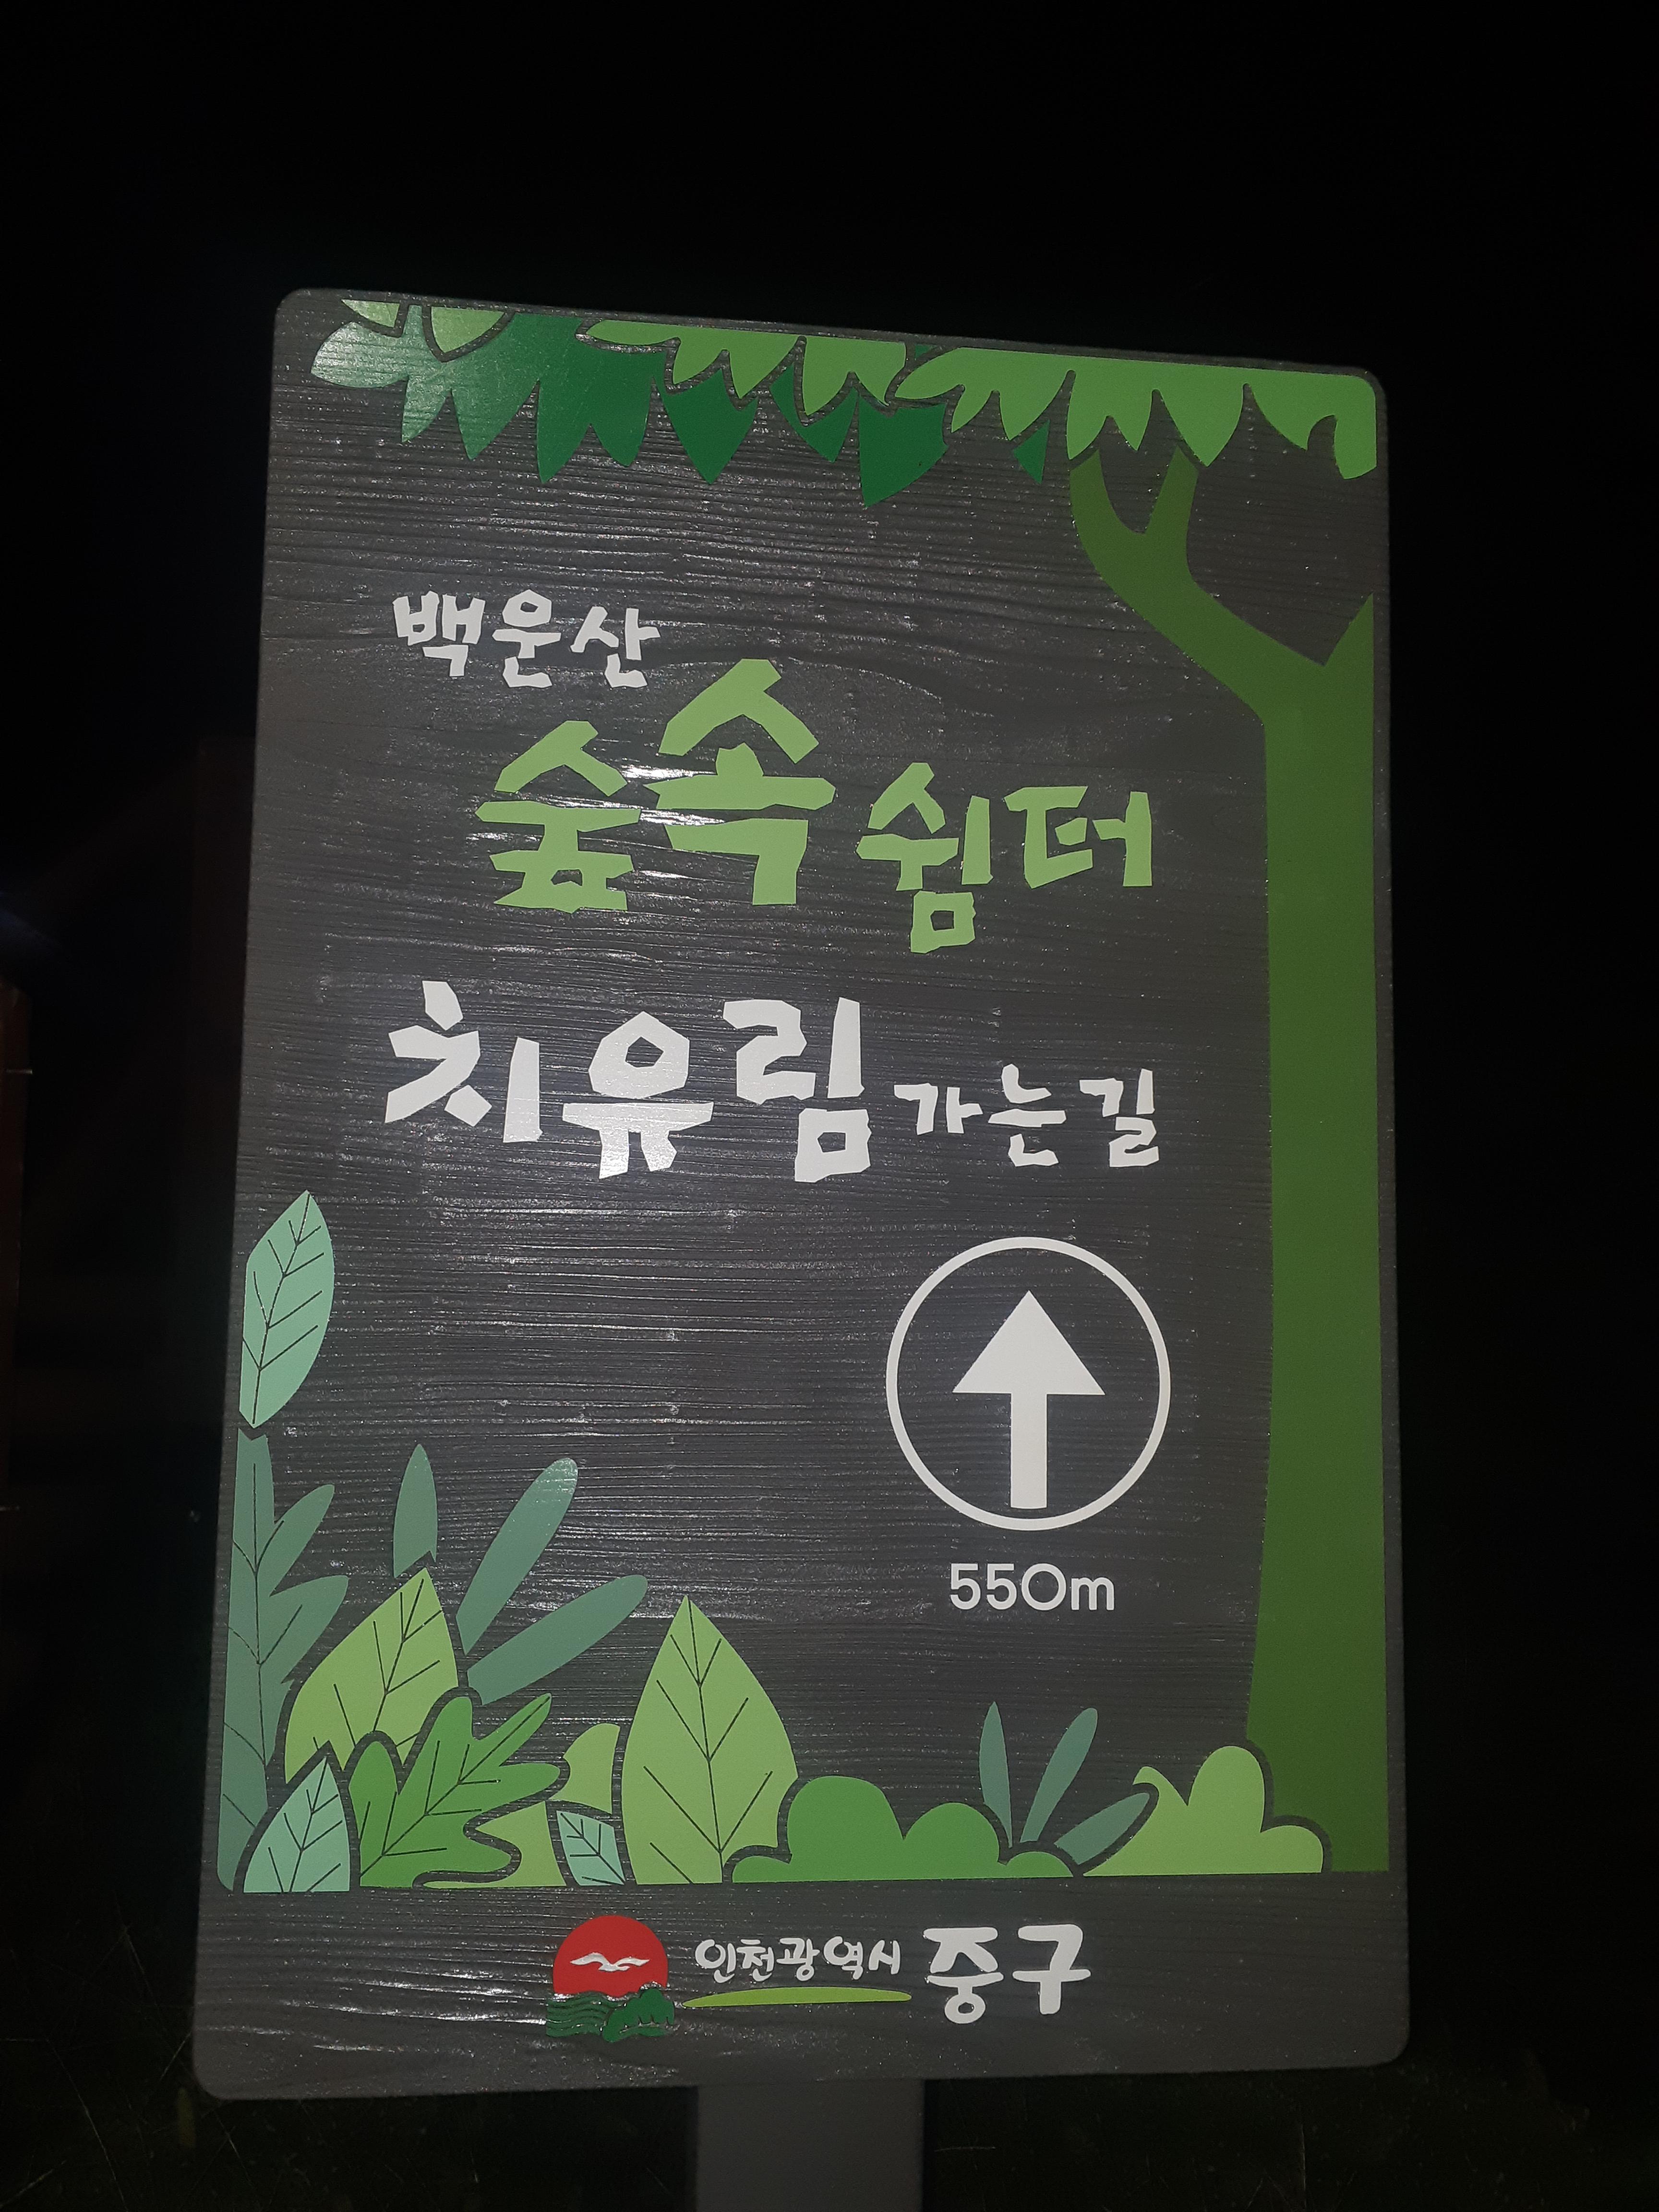 백운산
숲속 쉼터
치유림 가는길
550m
인천광역시 중구